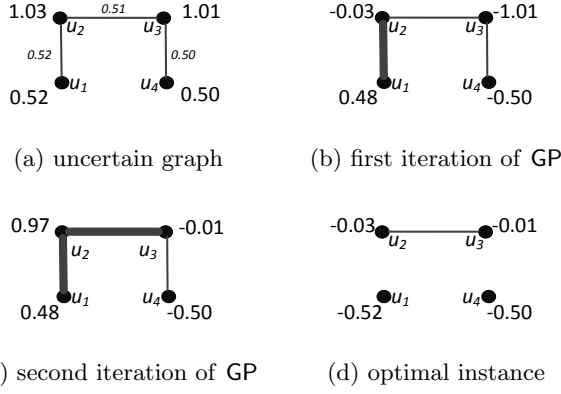 1.03 0.51 1.01
u2 u3
0.52 0.50
u1 u4
0.52 0.50
(a) uncertain graph
-0.03 -1.01
u2 u3
u1 u4
0.48 -0.50
(b) first iteration of GP
0.97 -0.01
u2 u3
u1 u4
0.48 -0.50
) second iteration of GP
-0.03 -0.01
u2 u3
u1 u4
-0.52 -0.50
(d) optimal instance